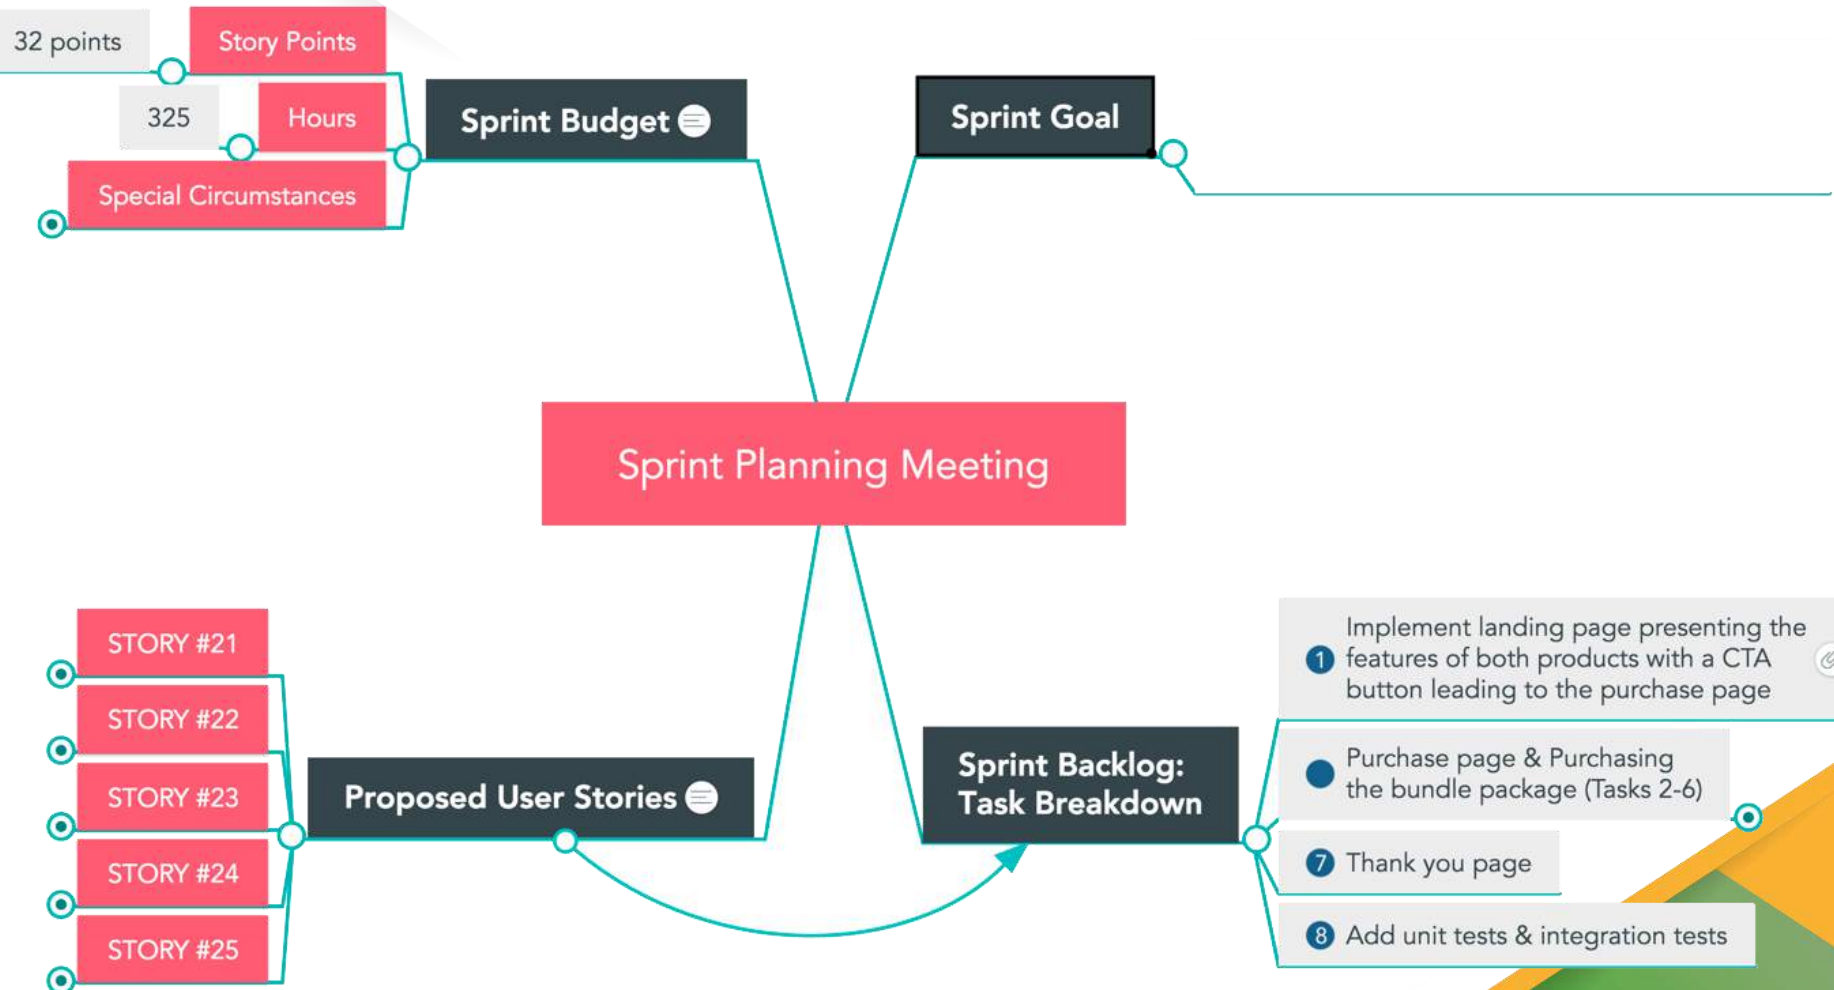 32 points
Story Points
325
Hours
Special Circumstances
Sprint Budget
Sprint Goal
Sprint Planning Meeting
STORY #21
STORY #22
STORY #23
STORY #24
STORY #25
Proposed User Stories
Sprint Backlog:
Task Breakdown
Implement landing page presenting the
1 features of both products with a CTA
button leading to the purchase page
Purchase page & Purchasing
the bundle package (Tasks 2-6)
7 Thank you page
8 Add unit tests & integration tests